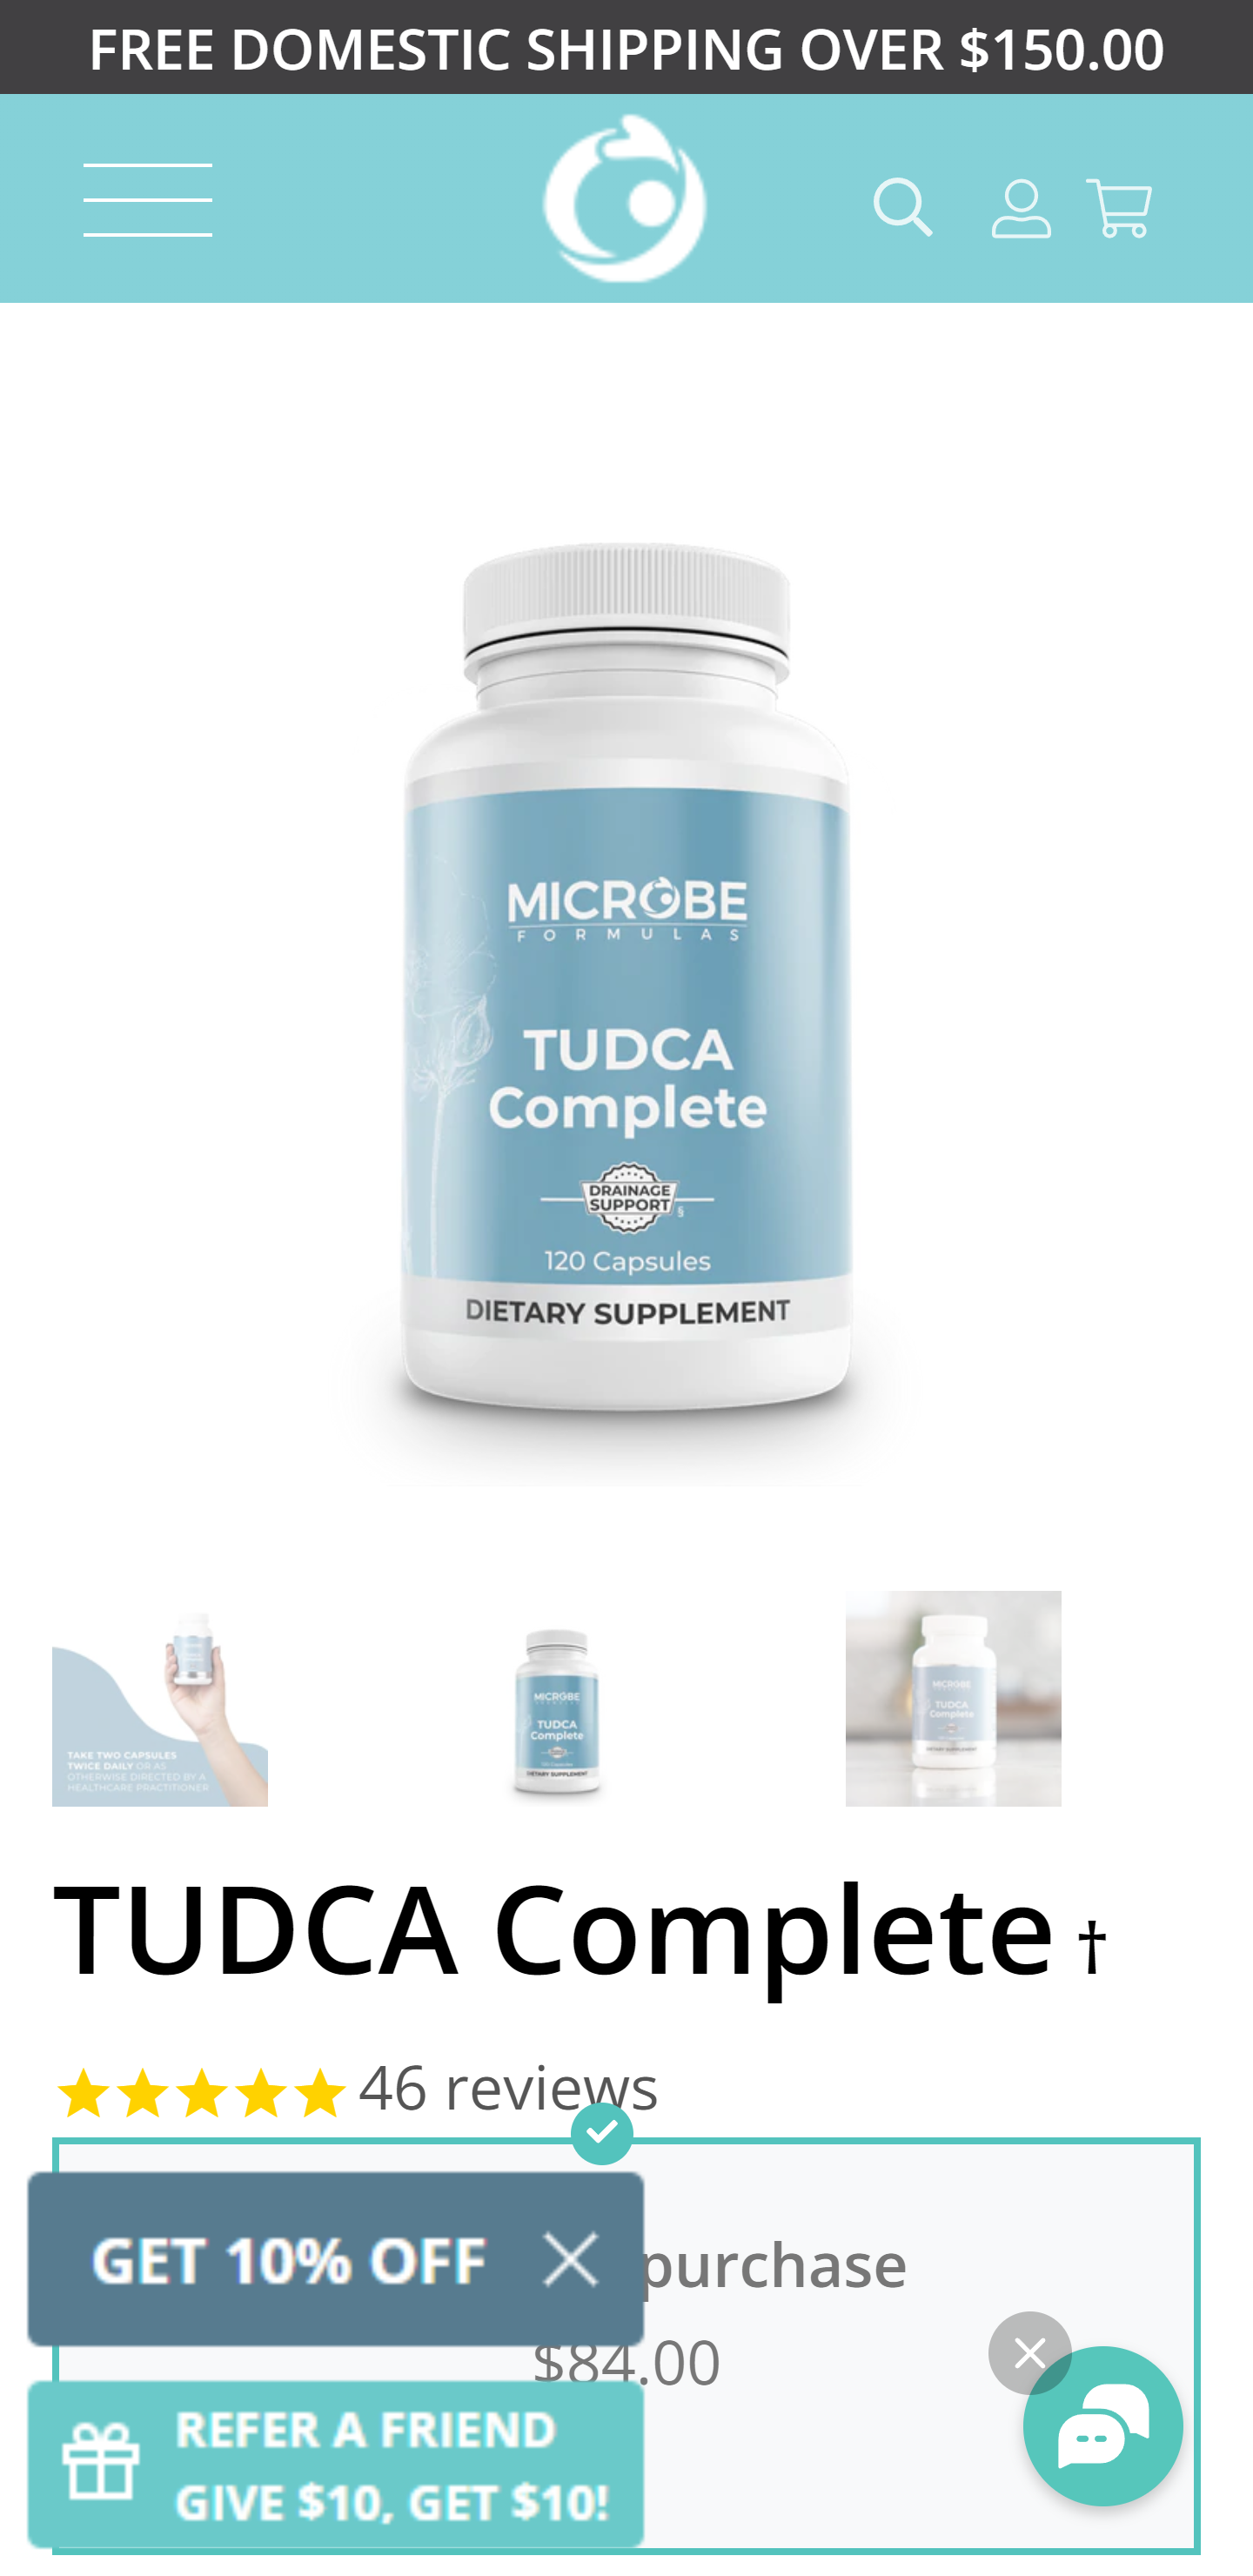 FREE DOMESTIC SHIPPING OVER $150.00
MICROBE
FORMULAS
TUDCA
Complete
DRAINAGE
SUPPORT §
120 Capsules
DIETARY SUPPLEMENT
TAKE TWO CAPSULES
TWICE DAILY OR AS
OTHERWISE DIRECTED BY A
HEALTHCARE PRACTITIONER
MICROBE
TUDCA
Complete
DIETARY SUPPLEMENT
MICROBE
TUDCA
Complete
DIETARY SUPPLEMENT
TUDCA Complete †
46 reviews
GET 10% OFF
purchase
$84.00
REFER A FRIEND
GIVE $10, GET $10!